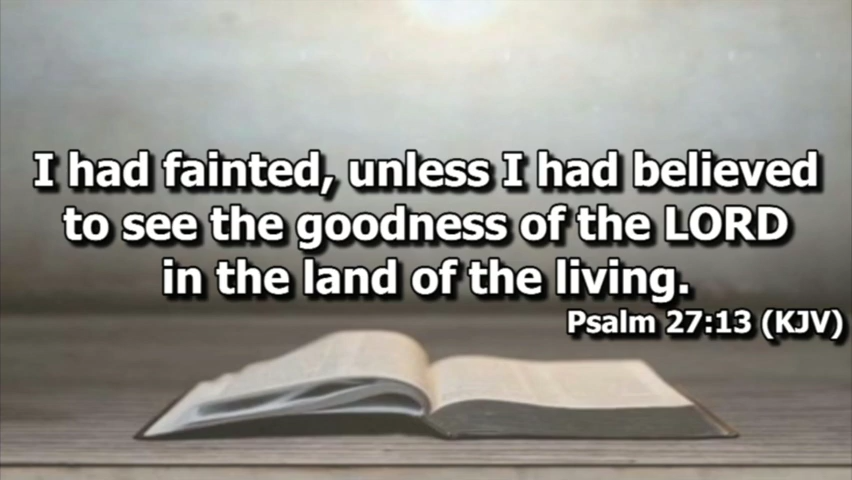 I had fainted, unless I had believed
to see the goodness of the LORD
in the land of the living.
Psalm 27:13 (KJV)